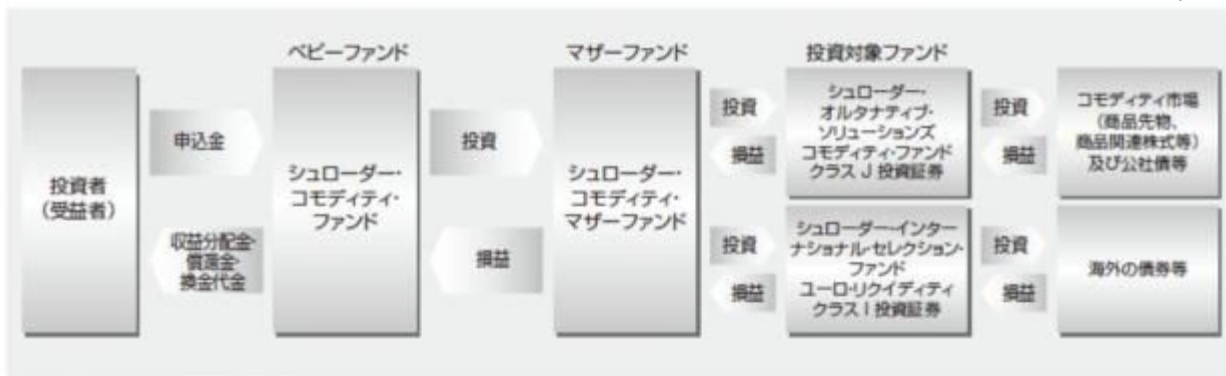 ベビーファンド
マザーファンド
投資対象ファンド
投資者
(受益者)
申込金
収益分配金・
償還金・
換金代金
シュローダー・
コモディティ・
ファンド
投資
損益
シュローダー・
コモディティ・
マザーファンド
投資
損益
シュローダー・
オルタナティブ・
ソリューションズ
コモディティ・ファンド
クラス J 投資証券
投資
損益
コモディティ市場
(商品先物、
商品関連株式等)
及び公社債等
投資
損益
シュローダー・インター
ナショナル・セレクション・
ファンド
ユーロ・リクイディティ
クラス I 投資証券
投資
損益
海外の債券等